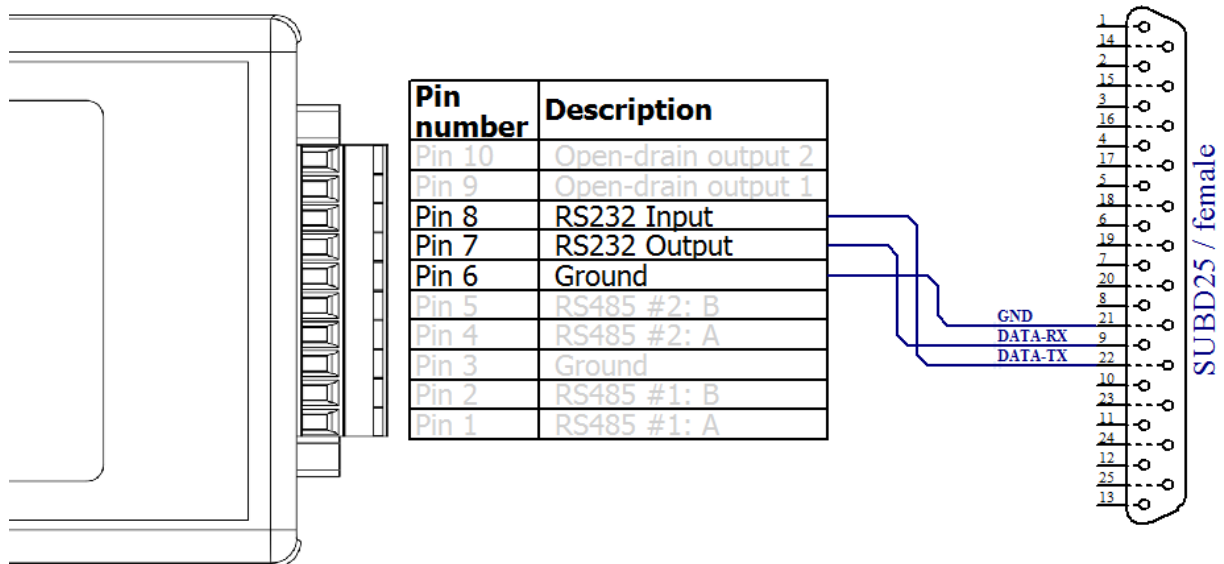 Pin number Description
Pin 10 Open-drain output 2
Pin 9 Open-drain output 1
Pin 8 RS232 Input
Pin 7 RS232 Output
Pin 6 Ground
Pin 5 RS485 #2: B
Pin 4 RS485 #2: A
Pin 3 Ground
Pin 2 RS485 #1: B
Pin 1 RS485 #1: A
GND
DATA-RX
DATA-TX
1
14
2
15
3
16
4
17
5
18
6
19
7
20
8
21
9
22
10
23
11
24
12
25
13
SUBD25 / female